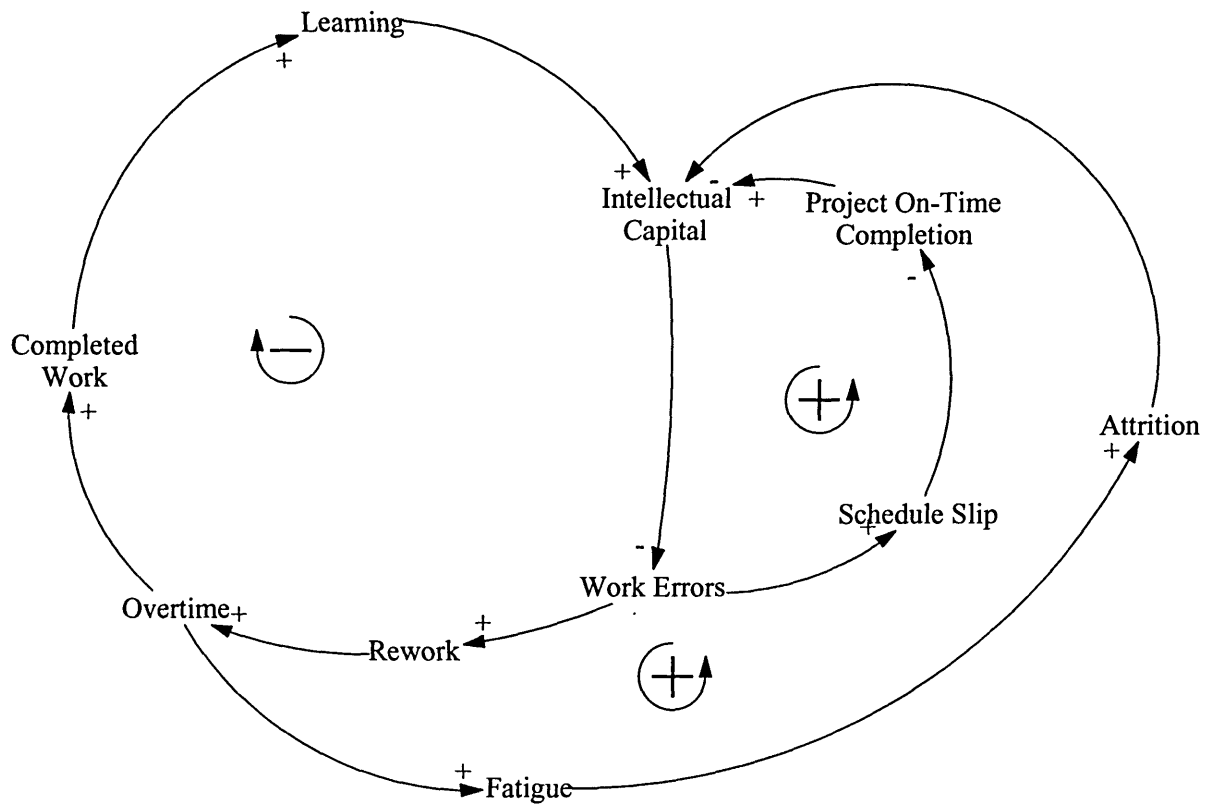 Learning
+
+
-
Intellectual
Capital
+
Project On-Time
Completion
-
Completed
Work
+
−
+
Attrition
+
Schedule Slip
+
-
Work Errors
Overtime+
+
Rework
+
+
Fatigue